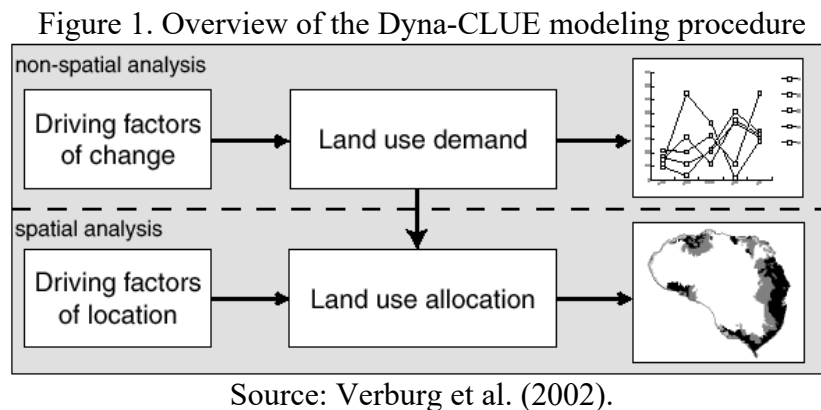 Figure 1. Overview of the Dyna-CLUE modeling procedure
non-spatial analysis
Driving factors
of change
Land use demand
spatial analysis
Driving factors
of location
Land use allocation
Source: Verburg et al. (2002).